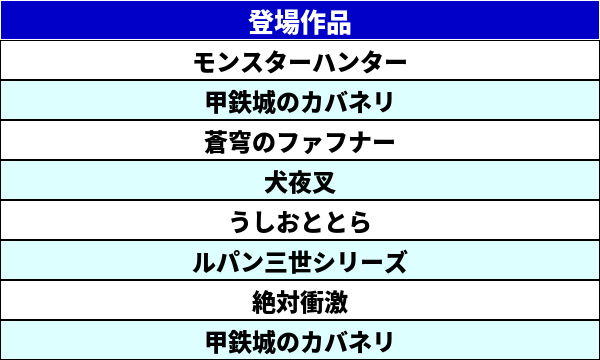 登場作品
モンスターハンター
甲鉄城のカバネリ
蒼穹のファフナー
犬夜叉
うしおととら
ルパン三世シリーズ
絶対衝激
甲鉄城のカバネリ